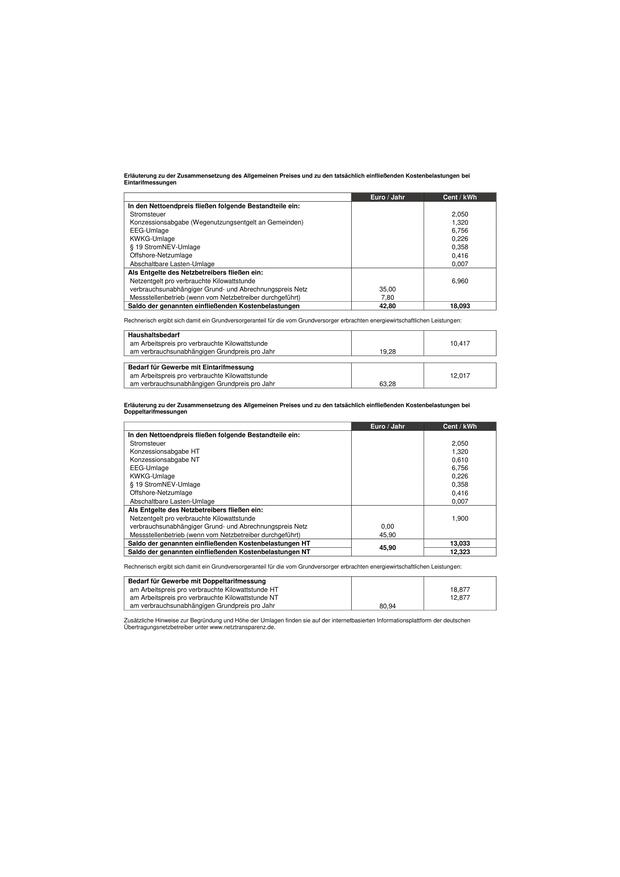 Erläuterung zu der Zusammensetzung des Allgemeinen Preises und zu den tatsächlich einfließenden Kostenbelastungen bei
Eintarifmessungen
Euro / Jahr Cent / kWh
In den Nettoendpreis fließen folgende Bestandteile ein:
Stromsteuer 2,050
Konzessionsabgabe (Wegenutzungsentgelt an Gemeinden) 1,320
EEG-Umlage 6,756
KWKG-Umlage 0,226
§ 19 StromNEV-Umlage 0,358
Offshore-Netzumlage 0,416
Abschaltbare Lasten-Umlage 0,007
Als Entgelte des Netzbetreibers fließen ein:
Netzentgelt pro verbrauchte Kilowattstunde 6,960
verbrauchsunabhängiger Grund- und Abrechnungspreis Netz 35,00
Messstellenbetrieb (wenn vom Netzbetreiber durchgeführt) 7,80
Saldo der genannten einfließenden Kostenbelastungen 42,80 18,093
Rechnerisch ergibt sich damit ein Grundversorgeranteil für die vom Grundversorger erbrachten energiewirtschaftlichen Leistungen:
Haushaltsbedarf
am Arbeitspreis pro verbrauchte Kilowattstunde 10,417
am verbrauchsunabhängigen Grundpreis pro Jahr 19,28
Bedarf für Gewerbe mit Eintarifmessung
am Arbeitspreis pro verbrauchte Kilowattstunde 12,017
am verbrauchsunabhängigen Grundpreis pro Jahr 63,28
Erläuterung zu der Zusammensetzung des Allgemeinen Preises und zu den tatsächlich einfließenden Kostenbelastungen bei
Doppeltarifmessungen
Euro / Jahr Cent / kWh
In den Nettoendpreis fließen folgende Bestandteile ein:
Stromsteuer 2,050
Konzessionsabgabe HT 1,320
Konzessionsabgabe NT 0,610
EEG-Umlage 6,756
KWKG-Umlage 0,226
§ 19 StromNEV-Umlage 0,358
Offshore-Netzumlage 0,416
Abschaltbare Lasten-Umlage 0,007
Als Entgelte des Netzbetreibers fließen ein:
Netzentgelt pro verbrauchte Kilowattstunde 1,900
verbrauchsunabhängiger Grund- und Abrechnungspreis Netz 0,00
Messstellenbetrieb (wenn vom Netzbetreiber durchgeführt) 45,90
Saldo der genannten einfließenden Kostenbelastungen HT 13,033
45,90
Saldo der genannten einfließenden Kostenbelastungen NT 12,323
Rechnerisch ergibt sich damit ein Grundversorgeranteil für die vom Grundversorger erbrachten energiewirtschaftlichen Leistungen:
Bedarf für Gewerbe mit Doppeltarifmessung
am Arbeitspreis pro verbrauchte Kilowattstunde HT 18,877
am Arbeitspreis pro verbrauchte Kilowattstunde NT 12,877
am verbrauchsunabhängigen Grundpreis pro Jahr 80,94
Zusätzliche Hinweise zur Begründung und Höhe der Umlagen finden sie auf der internetbasierten Informationsplattform der deutschen
Übertragungsnetzbetreiber unter www.netztransparenz.de.